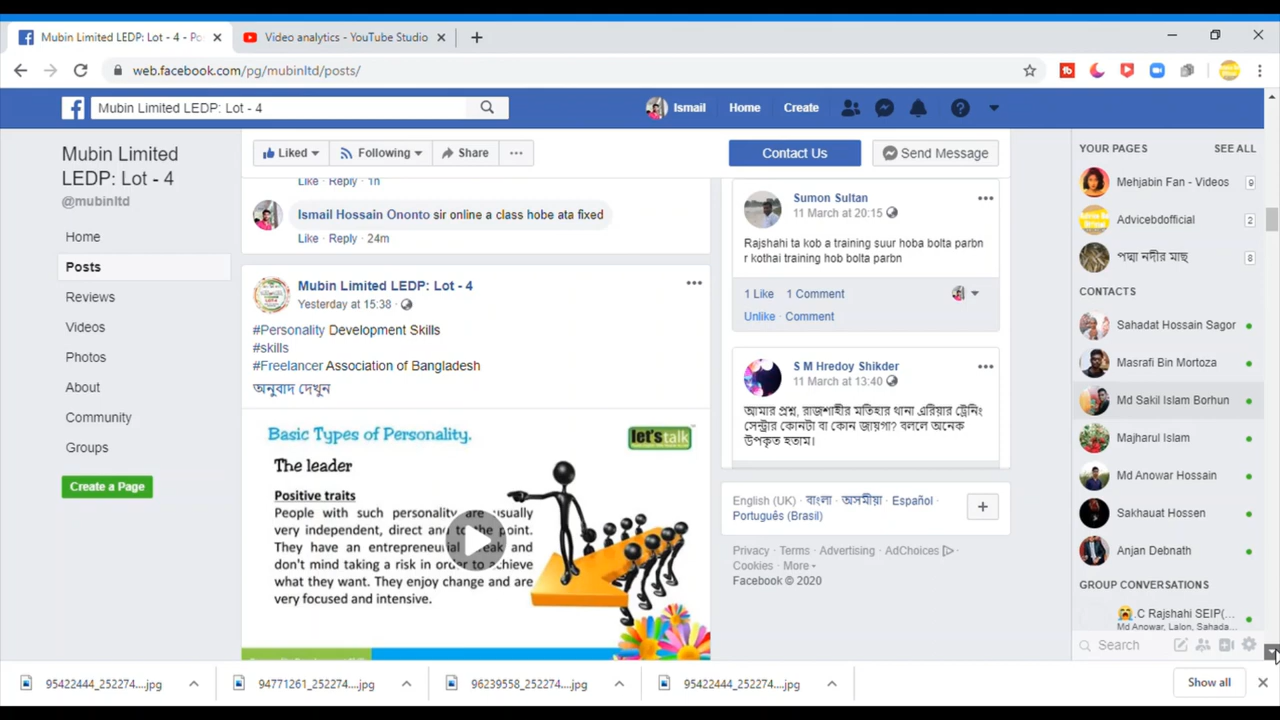 Mubin Limited LEDP: Lot - 4 - Po
Video analytics - YouTube Studio
web.facebook.com/pg/mubinltd/posts/
Mubin Limited LEDP: Lot - 4
Ismail
Home
Create
Mubin Limited
LEDP: Lot - 4
@mubinltd
Home
Posts
Reviews
Videos
Photos
About
Community
Groups
Create a Page
Liked
Following
Share
Contact Us
Send Message
Like · Reply · 1h
Ismail Hossain Ononto sir online a class hobe ata fixed
Like · Reply · 24m
Mubin Limited LEDP: Lot - 4
Yesterday at 15:38 ·
#Personality Development Skills
#skills
#Freelancer Association of Bangladesh
অনুবাদ দেখুন
Basic Types of Personality.
let's talk
The leader
Positive traits
People with such personality are usually
very independent, direct and to the point.
They have an entrepreneurial streak and
don't mind taking a risk in order to achieve
what they want. They enjoy change and are
very focused and intensive.
Sumon Sultan
11 March at 20:15
Rajshahi ta kob a training suur hoba bolta parbn
r kothai training hob bolta parbn
1 Like 1 Comment
Unlike · Comment
S M Hredoy Shikder
11 March at 13:40
আমার প্রশ্ন, রাজশাহীর মতিহার থানা এরিয়ার ট্রেনিং
সেন্ট্রার কোনটা বা কোন জায়গা? বললে অনেক
উপকৃত হতাম।
English (UK) · বাংলা · অসমীয়া · Español ·
Português (Brasil)
Privacy · Terms · Advertising · AdChoices ·
Cookies · More
Facebook © 2020
YOUR PAGES SEE ALL
Mehjabin Fan - Videos 9
Advicebdofficial 2
পদ্মা নদীর মাছ 8
CONTACTS
Sahadat Hossain Sagor
Masrafi Bin Mortoza
Md Sakil Islam Borhun
Majharul Islam
Md Anowar Hossain
Sakhauat Hossen
Anjan Debnath
GROUP CONVERSATIONS
.C Rajshahi SEIP(...
Md Anowar, Lalon, Sahada...
Search
95422444_252274....jpg
94771261_252274....jpg
96239558_252274....jpg
95422444_252274....jpg
Show all